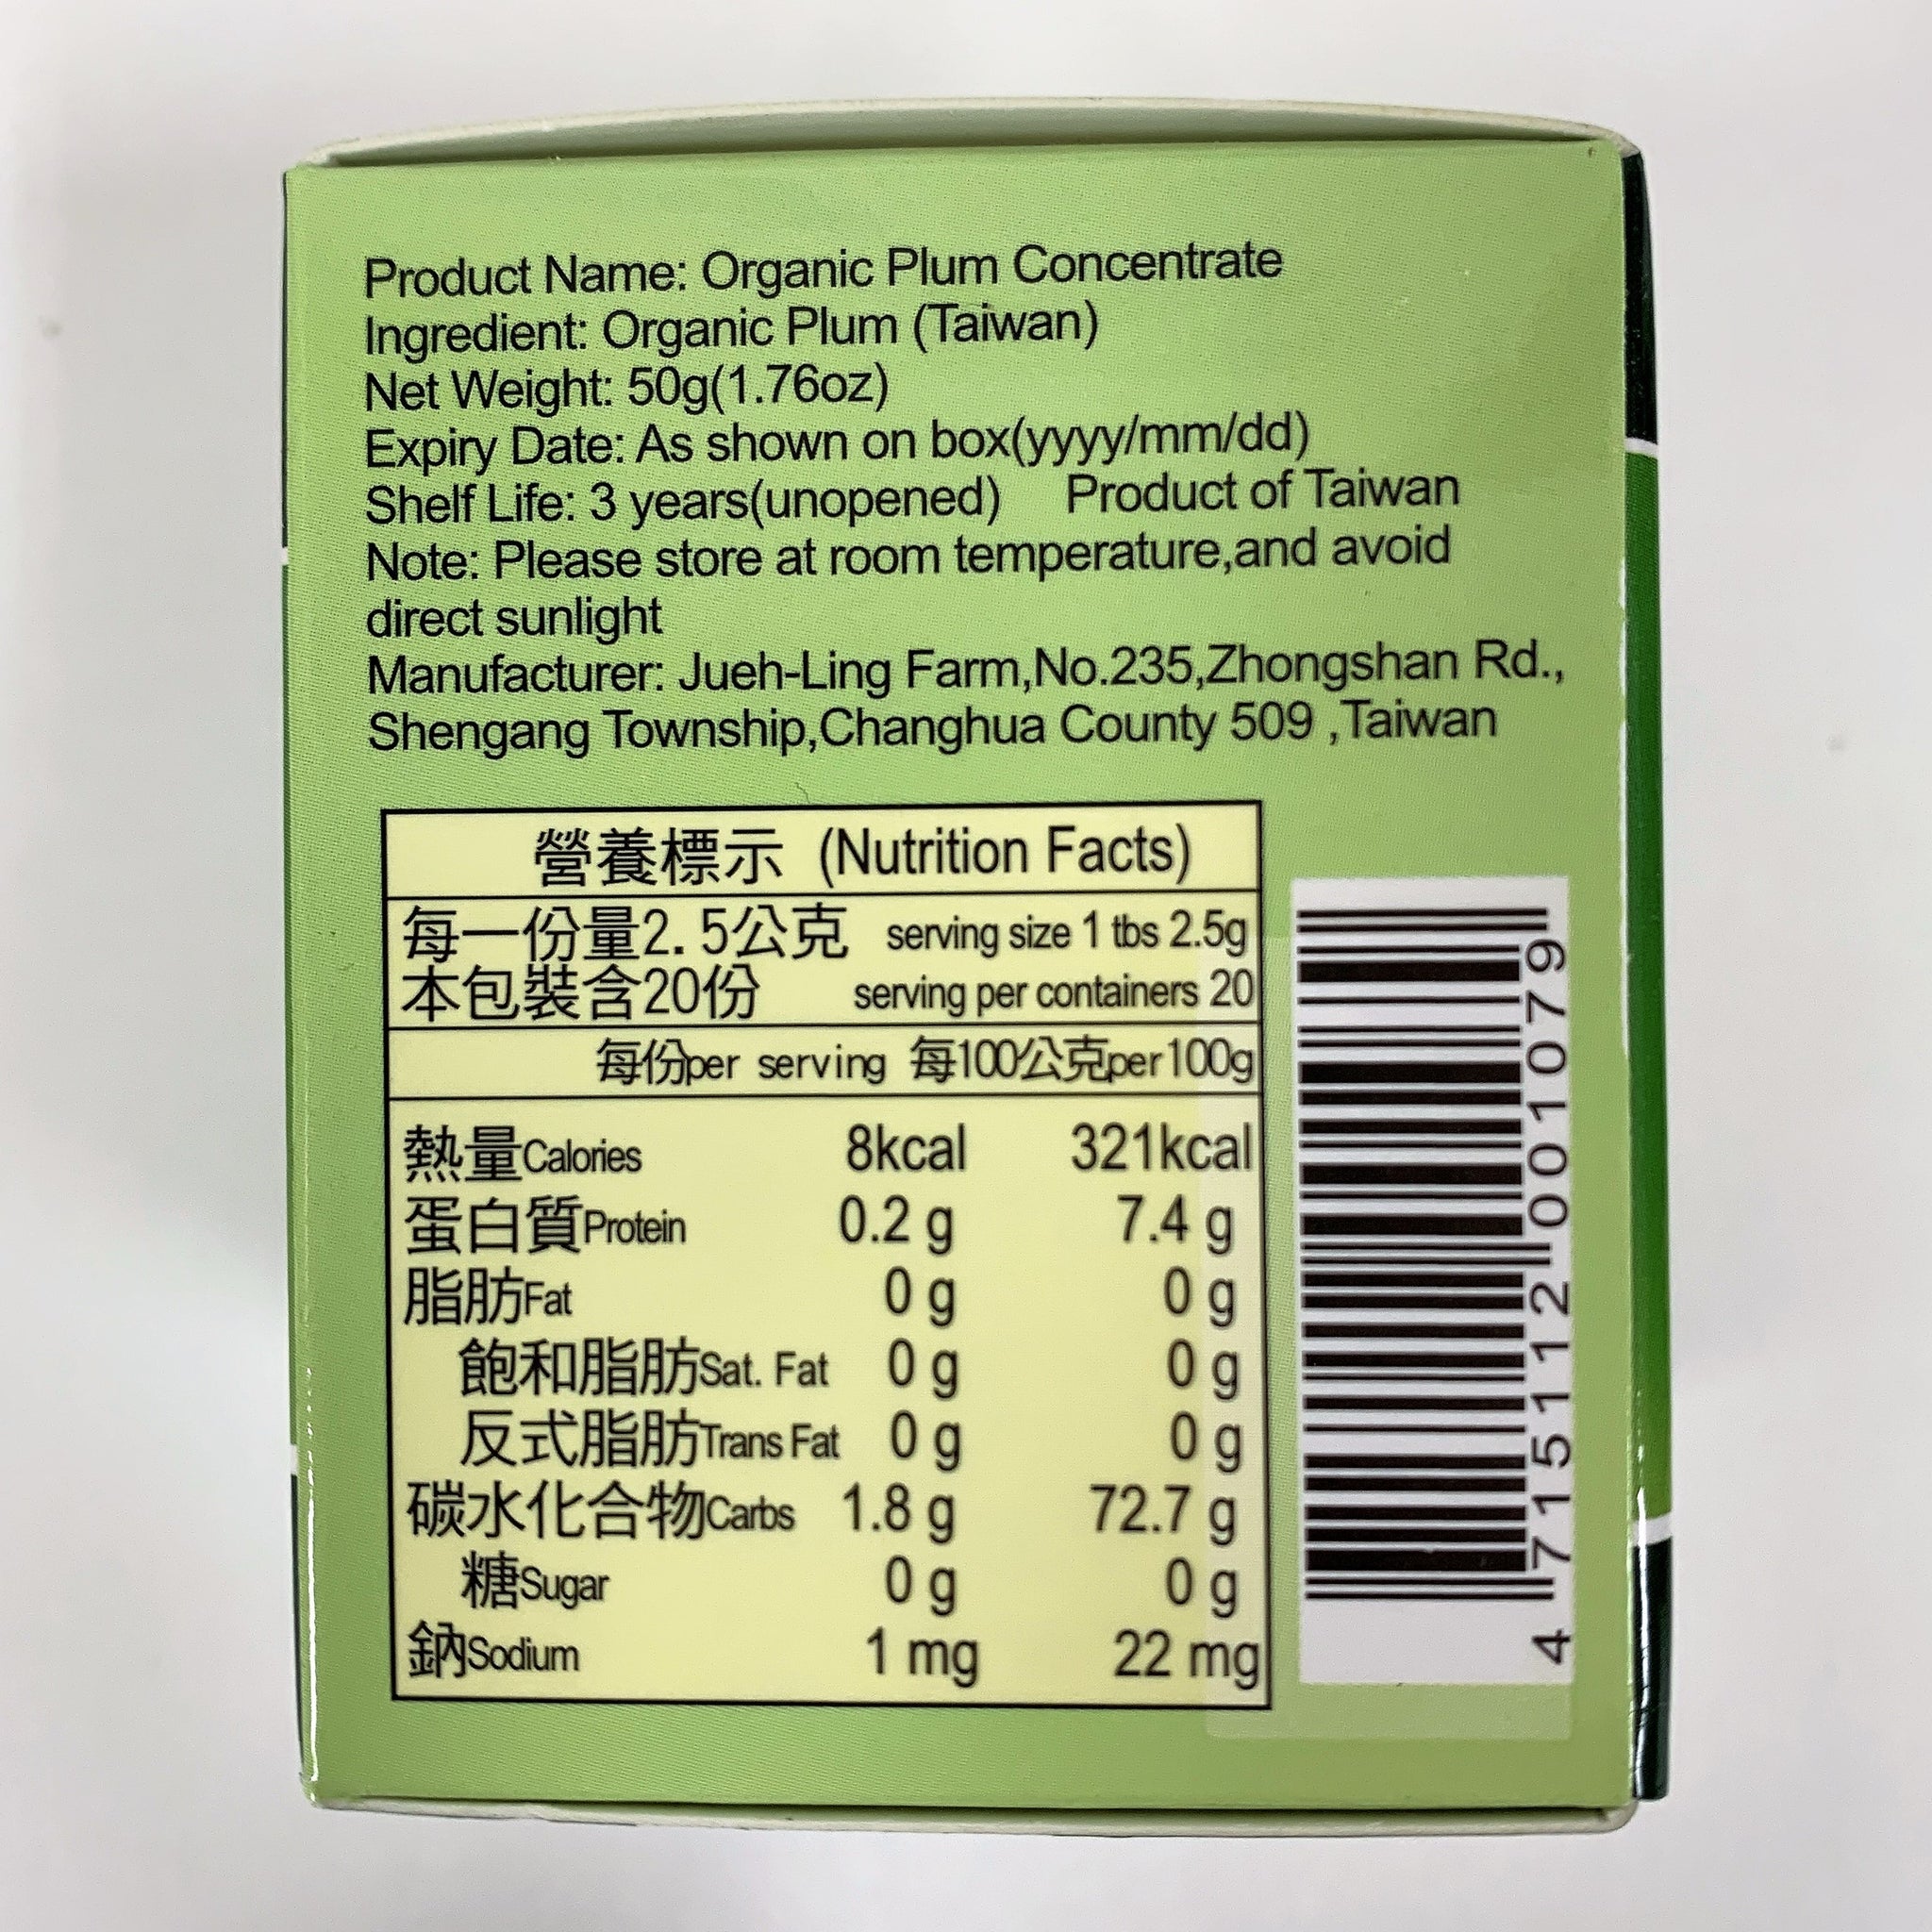 Product Name: Organic Plum Concentrate
Ingredient: Organic Plum (Taiwan)
Net Weight: 50g(1.76oz)
Expiry Date: As shown on box(yyyy/mm/dd)
Shelf Life: 3 years(unopened) Product of Taiwan
Note: Please store at room temperature,and avoid
direct sunlight
Manufacturer: Jueh-Ling Farm,No.235,Zhongshan Rd.,
Shengang Township,Changhua County 509 ,Taiwan
營養標示 (Nutrition Facts)
每一份量2.5公克 serving size 1 tbs 2.5g
本包裝含20份 serving per containers 20
每份per serving 每100公克per100g
熱量Calories 8kcal 321kcal
蛋白質Protein 0.2 g 7.4 g
脂肪Fat 0 g 0 g
飽和脂肪Sat. Fat 0 g 0 g
反式脂肪Trans Fat 0 g 0 g
碳水化合物Carbs 1.8 g 72.7 g
糖Sugar 0 g 0 g
鈉Sodium 1 mg 22 mg
4 715112 001079